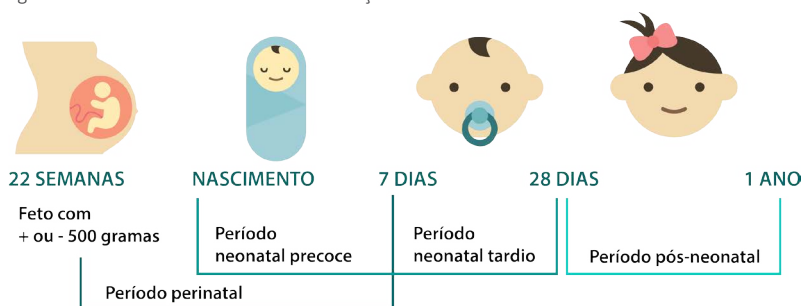 22 SEMANAS
NASCIMENTO
7 DIAS
28 DIAS
1 ANO
Feto com
+ ou - 500 gramas
Período
neonatal precoce
Período
neonatal tardio
Período pós-neonatal
Período perinatal